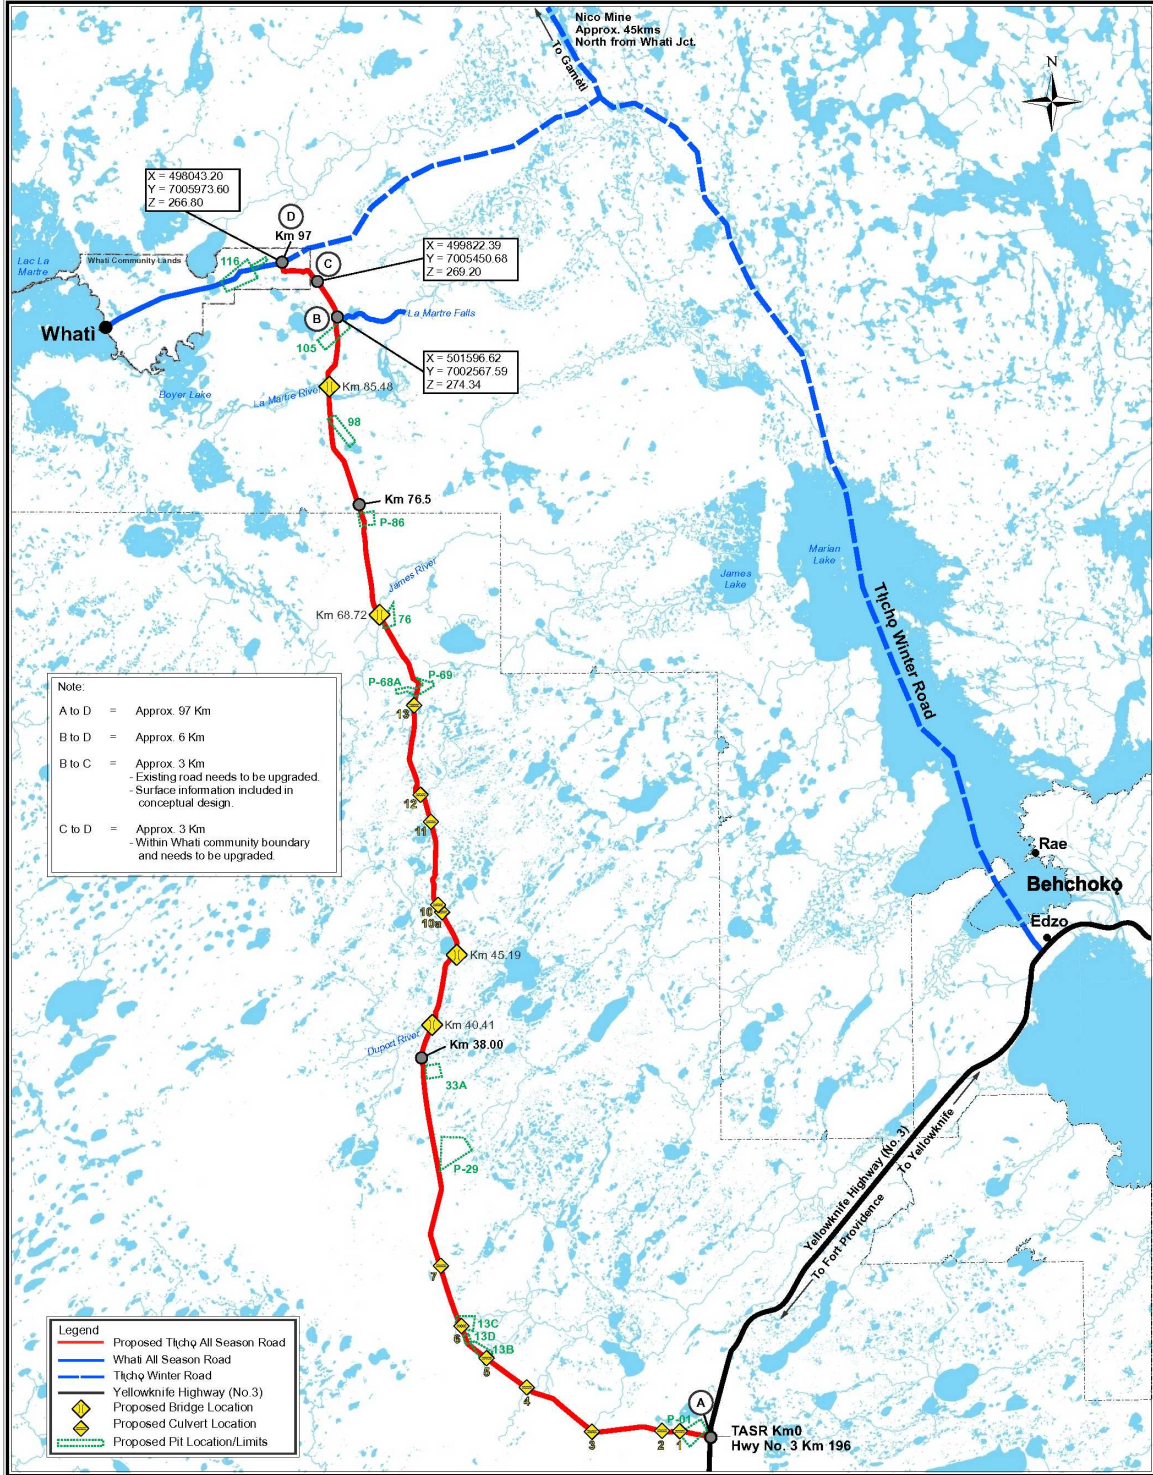 Nico Mine
Approx. 45kms
North from Whati Jct.
To Gamèti
N
X = 498043.20
Y = 7005973.60
Z = 266.80
D
Km 97
X = 499822.39
Y = 7005450.68
Z = 269.20
C
Lac La
Martre
Whati Community Lands
116
Whatì
B
La Martre Falls
105
X = 501596.62
Y = 7002567.59
Z = 274.34
Boyer Lake
La Martre River
Km 85.48
98
Km 76.5
P-86
James River
Marian
Lake
James
Lake
Km 68.72
76
Tłı̨chǫ Winter Road
P-68A
P-69
13
Note:
A to D = Approx. 97 Km
B to D = Approx. 6 Km
B to C = Approx. 3 Km
- Existing road needs to be upgraded.
- Surface information included in
conceptual design.
C to D = Approx. 3 Km
- Within Whati community boundary
and needs to be upgraded.
12
11
Rae
Behchokǫ̀
Edzo
10
10a
Km 45.19
Km 40.41
Duport River
Km 38.00
33A
P-29
Yellowknife Highway (No. 3)
To Yellowknife
To Fort Providence
7
13C
6
13D
13B
5
4
3
2
1
P-01
A
TASR Km0
Hwy No. 3 Km 196
Legend
Proposed Tłı̨chǫ All Season Road
Whati All Season Road
Tłı̨chǫ Winter Road
Yellowknife Highway (No.3)
Proposed Bridge Location
Proposed Culvert Location
Proposed Pit Location/Limits